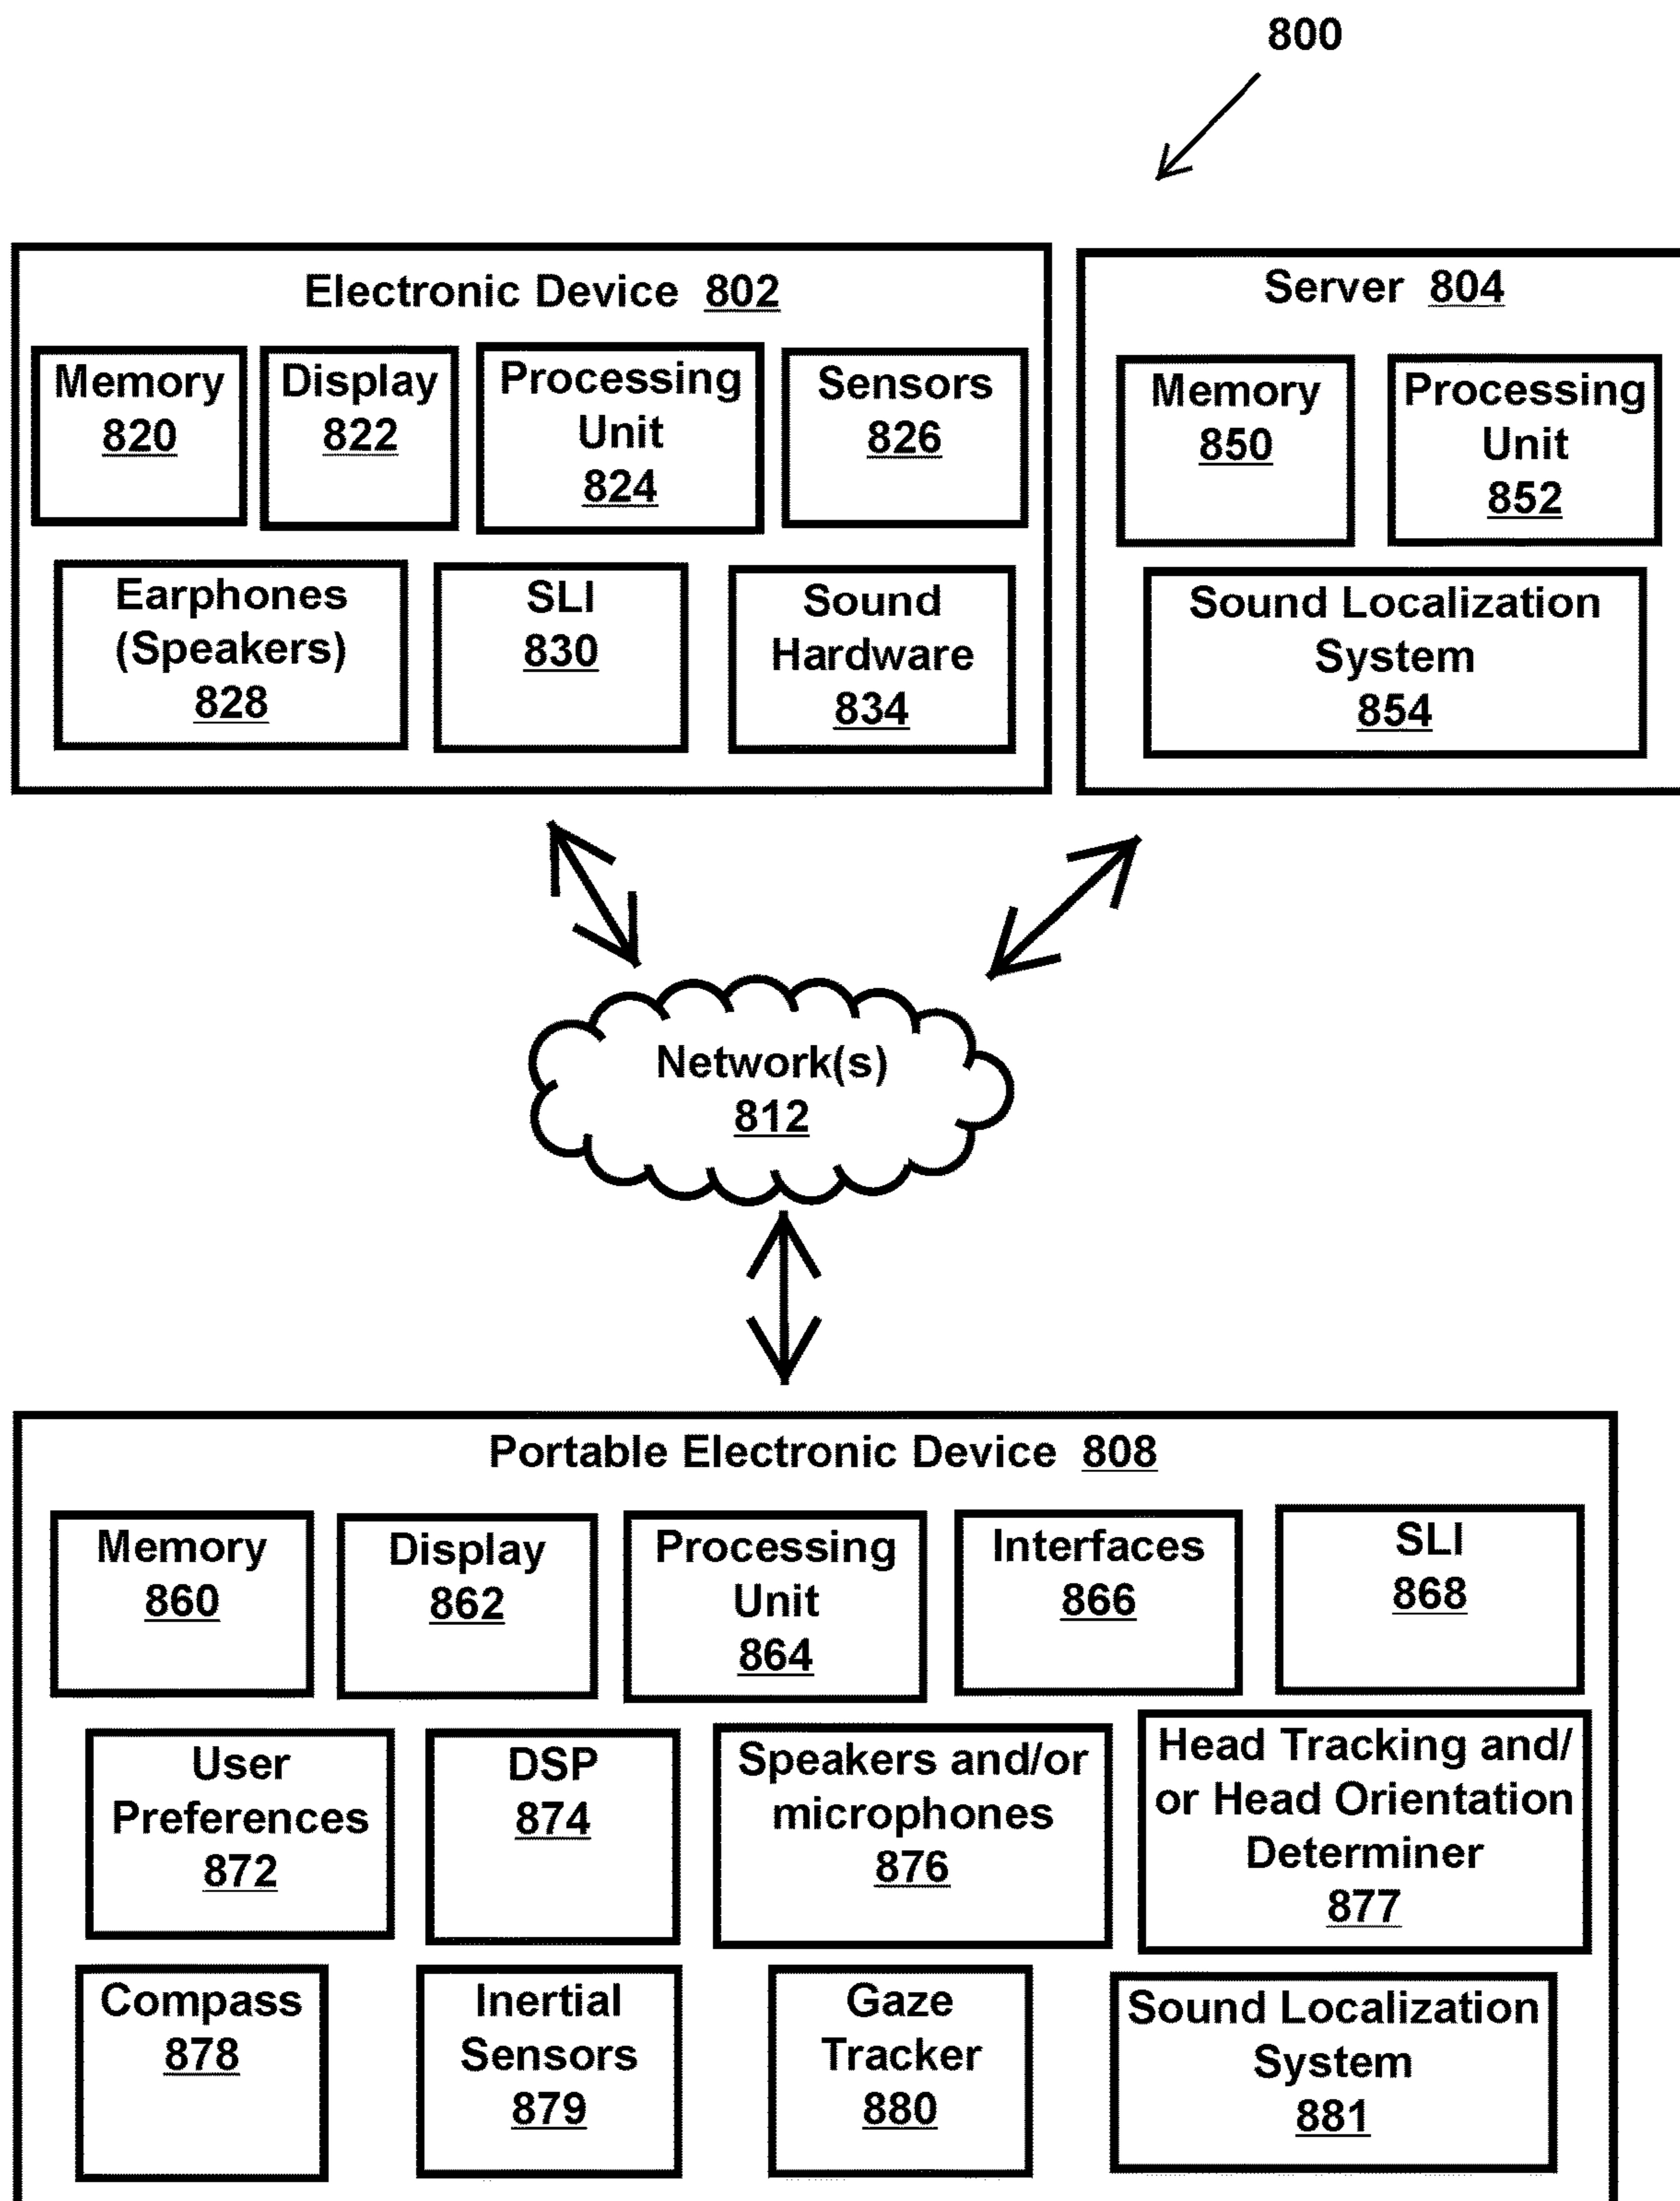 800
Electronic Device 802
Memory
820
Display
822
Processing
Unit
824
Sensors
826
Earphones
(Speakers)
828
SLI
830
Sound
Hardware
834
Server 804
Memory
850
Processing
Unit
852
Sound Localization
System
854
Network(s)
812
Portable Electronic Device 808
Memory
860
Display
862
Processing
Unit
864
Interfaces
866
SLI
868
User
Preferences
872
DSP
874
Speakers and/or
microphones
876
Head Tracking and/
or Head Orientation
Determiner
877
Compass
878
Inertial
Sensors
879
Gaze
Tracker
880
Sound Localization
System
881